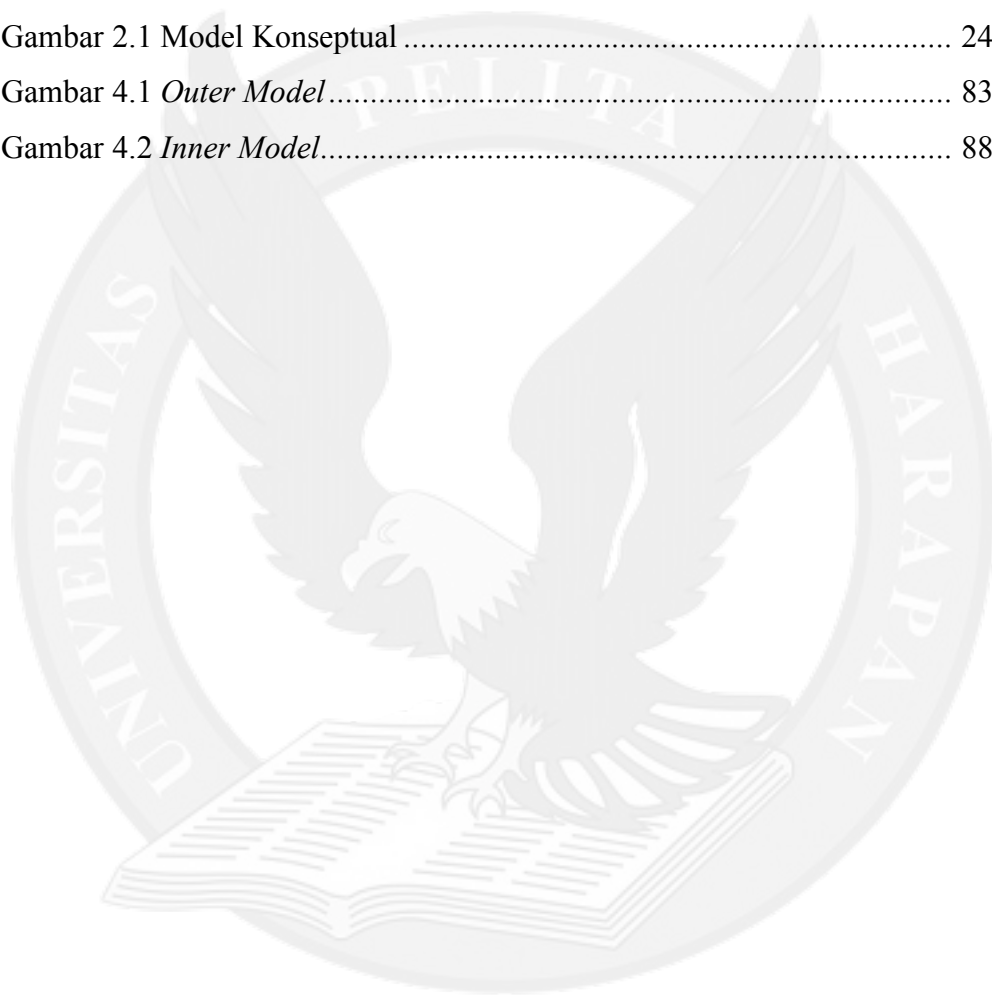 Gambar 2.1 Model Konseptual ........................................................................ 24
Gambar 4.1 Outer Model ................................................................................. 83
Gambar 4.2 Inner Model .................................................................................. 88
UNIVERSITAS PELITA HARAPAN